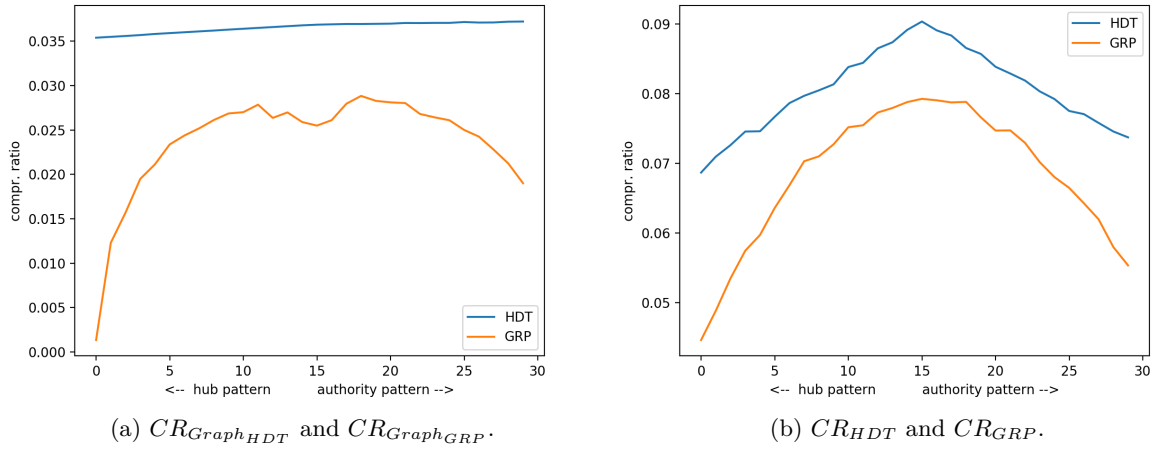 0.035
0.030
0.025
0.020
0.015
0.010
0.005
0.000
compr. ratio
HDT
GRP
0 5 10 15 20 25 30
<-- hub pattern authority pattern -->
(a) CR_{Graph_{HDT}} and CR_{Graph_{GRP}}.
0.09
0.08
0.07
0.06
0.05
compr. ratio
HDT
GRP
0 5 10 15 20 25 30
<-- hub pattern authority pattern -->
(b) CR_{HDT} and CR_{GRP}.